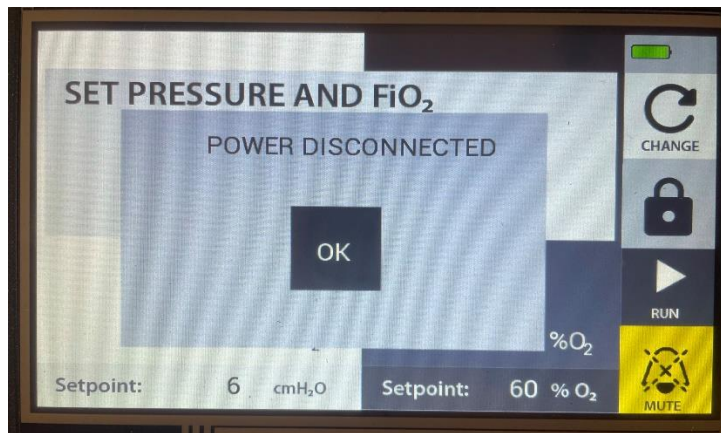 SET PRESSURE AND FiO₂
POWER DISCONNECTED
CHANGE
OK
RUN
%O₂
Setpoint: 6 cmH₂O Setpoint: 60 % O₂
MUTE